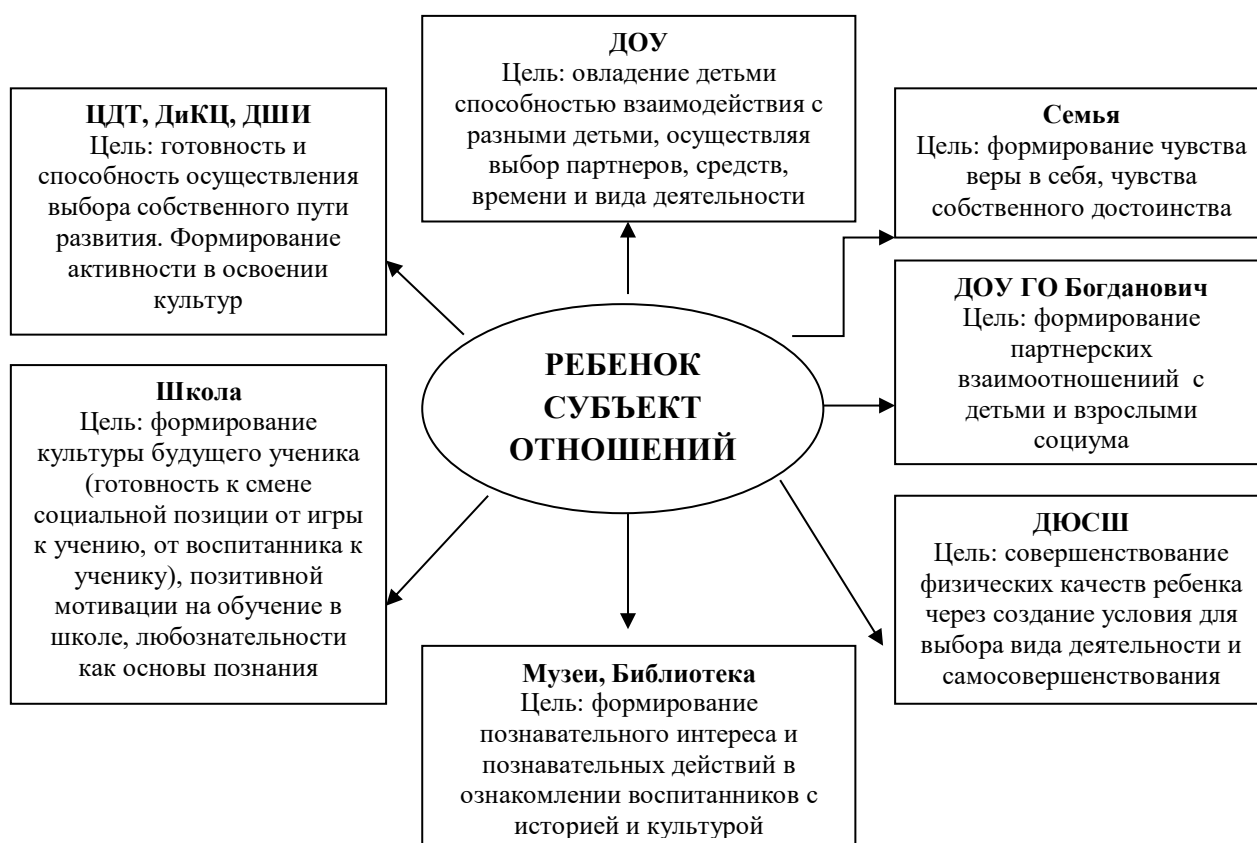 ДОУ
Цель: овладение детьми
способностью взаимодействия с
разными детьми, осуществляя
выбор партнеров, средств,
времени и вида деятельности
ЦДТ, ДиКЦ, ДШИ
Цель: готовность и
способность осуществления
выбора собственного пути
развития. Формирование
активности в освоении
культур
Семья
Цель: формирование чувства
веры в себя, чувства
собственного достоинства
ДОУ ГО Богданович
Цель: формирование
партнерских
взаимоотношениий с
детьми и взрослыми
социума
РЕБЕНОК
СУБЪЕКТ
ОТНОШЕНИЙ
Школа
Цель: формирование
культуры будущего ученика
(готовность к смене
социальной позиции от игры
к учению, от воспитанника к
ученику), позитивной
мотивации на обучение в
школе, любознательности
как основы познания
ДЮСШ
Цель: совершенствование
физических качеств ребенка
через создание условия для
выбора вида деятельности и
самосовершенствования
Музеи, Библиотека
Цель: формирование
познавательного интереса и
познавательных действий в
ознакомлении воспитанников с
историей и культурой